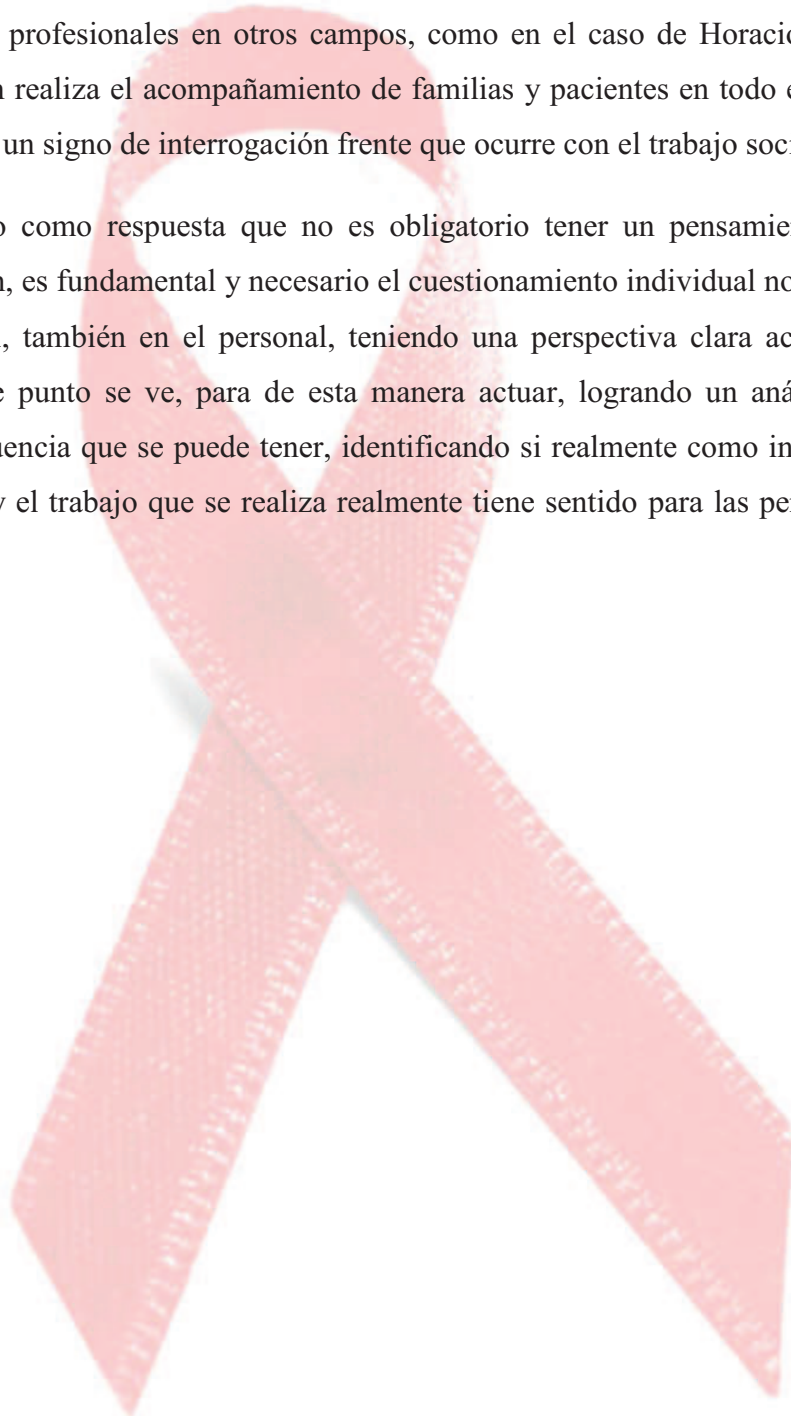 profesionales en otros campos, como en el caso de Horacio
realiza el acompañamiento de familias y pacientes en todo e
un signo de interrogación frente que ocurre con el trabajo soci
como respuesta que no es obligatorio tener un pensamie
es fundamental y necesario el cuestionamiento individual no
también en el personal, teniendo una perspectiva clara ac
punto se ve, para de esta manera actuar, logrando un aná
uencia que se puede tener, identificando si realmente como in
y el trabajo que se realiza realmente tiene sentido para las pe